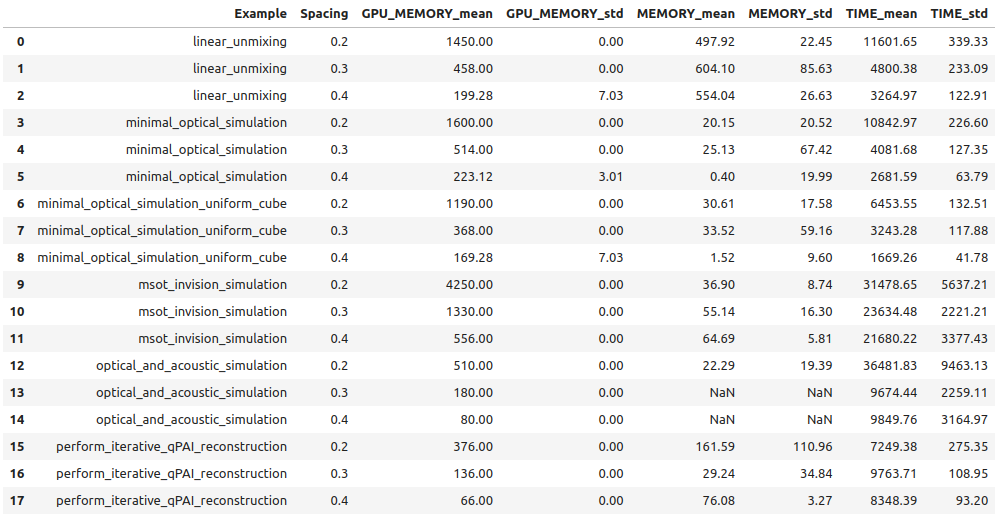 Example Spacing GPU_MEMORY_mean GPU_MEMORY_std MEMORY_mean MEMORY_std TIME_mean TIME_std
0 linear_unmixing 0.2 1450.00 0.00 497.92 22.45 11601.65 339.33
1 linear_unmixing 0.3 458.00 0.00 604.10 85.63 4800.38 233.09
2 linear_unmixing 0.4 199.28 7.03 554.04 26.63 3264.97 122.91
3 minimal_optical_simulation 0.2 1600.00 0.00 20.15 20.52 10842.97 226.60
4 minimal_optical_simulation 0.3 514.00 0.00 25.13 67.42 4081.68 127.35
5 minimal_optical_simulation 0.4 223.12 3.01 0.40 19.99 2681.59 63.79
6 minimal_optical_simulation_uniform_cube 0.2 1190.00 0.00 30.61 17.58 6453.55 132.51
7 minimal_optical_simulation_uniform_cube 0.3 368.00 0.00 33.52 59.16 3243.28 117.88
8 minimal_optical_simulation_uniform_cube 0.4 169.28 7.03 1.52 9.60 1669.26 41.78
9 msot_invision_simulation 0.2 4250.00 0.00 36.90 8.74 31478.65 5637.21
10 msot_invision_simulation 0.3 1330.00 0.00 55.14 16.30 23634.48 2221.21
11 msot_invision_simulation 0.4 556.00 0.00 64.69 5.81 21680.22 3377.43
12 optical_and_acoustic_simulation 0.2 510.00 0.00 22.29 19.39 36481.83 9463.13
13 optical_and_acoustic_simulation 0.3 180.00 0.00 NaN NaN 9674.44 2259.11
14 optical_and_acoustic_simulation 0.4 80.00 0.00 NaN NaN 9849.76 3164.97
15 perform_iterative_qPAI_reconstruction 0.2 376.00 0.00 161.59 110.96 7249.38 275.35
16 perform_iterative_qPAI_reconstruction 0.3 136.00 0.00 29.24 34.84 9763.71 108.95
17 perform_iterative_qPAI_reconstruction 0.4 66.00 0.00 76.08 3.27 8348.39 93.20